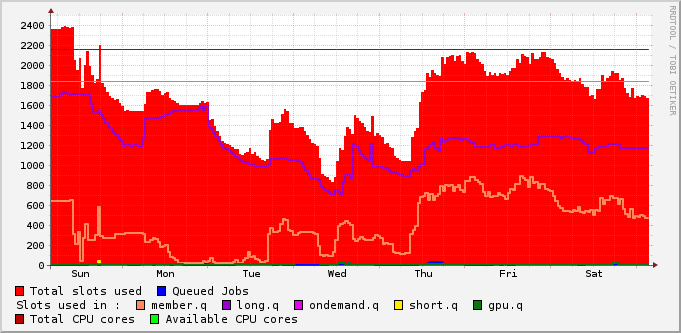 RRDTOOL / TOBI OETIKER
2400
2200
2000
1800
1600
1400
1200
1000
800
600
400
200
0
Sun Mon Tue Wed Thu Fri Sat
Total slots used Queued Jobs
Slots used in : member.q long.q ondemand.q short.q gpu.q
Total CPU cores Available CPU cores